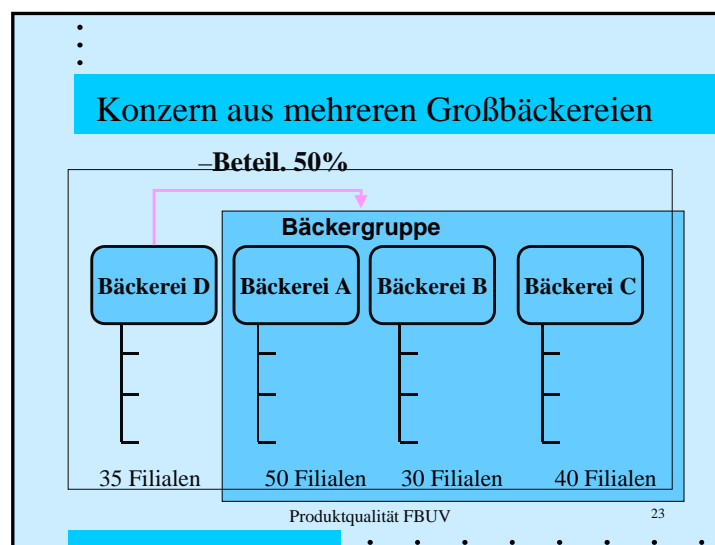 Konzern aus mehreren Großbäckereien
–Beteil. 50%
Bäckergruppe
Bäckerei D Bäckerei A Bäckerei B Bäckerei C
35 Filialen 50 Filialen 30 Filialen 40 Filialen
Produktqualität FBUV 23